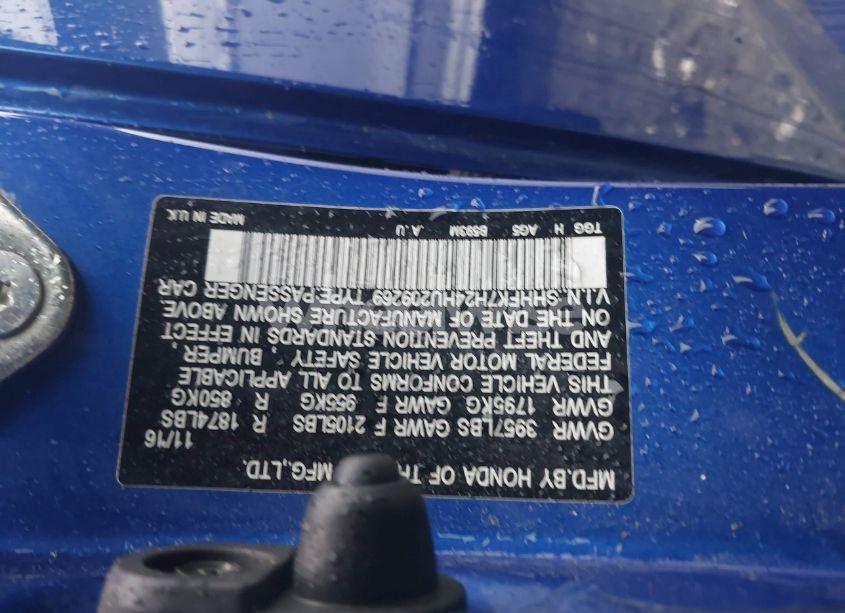 MFD.BY HONDA OF TH MFG.,LTD.
11/16
GVWR 3957LBS GAWR F 2105LBS R 1874LBS
GVWR 1795KG GAWR F 955KG R 850KG
THIS VEHICLE CONFORMS TO ALL APPLICABLE
FEDERAL MOTOR VEHICLE SAFETY, BUMPER,
AND THEFT PREVENTION STANDARDS IN EFFECT
ON THE DATE OF MANUFACTURE SHOWN ABOVE.
V.I.N. SHHFK7H24HU209269 TYPE:PASSENGER CAR
TGG H AG5 B593M .A.U
MADE IN U.K.